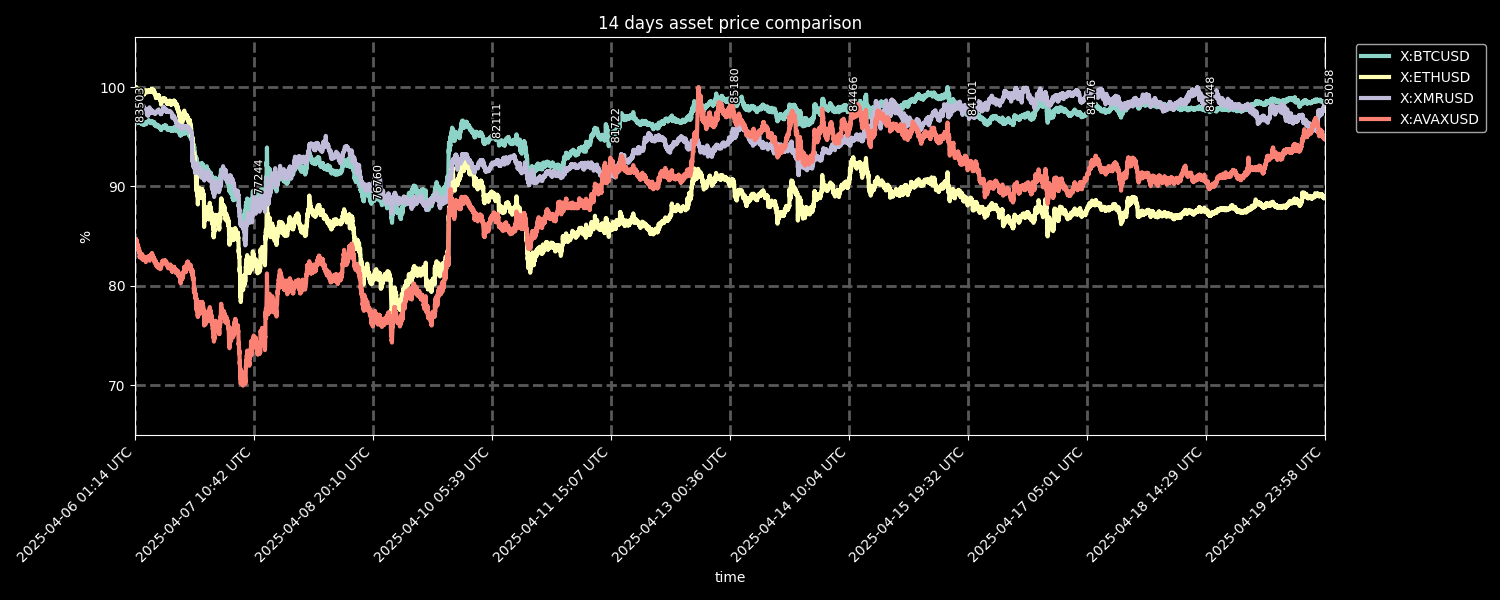 14 days asset price comparison
X:BTCUSD
X:ETHUSD
X:XMRUSD
X:AVAXUSD
100
90
80
70
%
83503
77244
76760
82111
81722
85180
84466
84101
84176
84448
85058
2025-04-06 01:14 UTC
2025-04-07 10:42 UTC
2025-04-08 20:10 UTC
2025-04-10 05:39 UTC
2025-04-11 15:07 UTC
2025-04-13 00:36 UTC
2025-04-14 10:04 UTC
2025-04-15 19:32 UTC
2025-04-17 05:01 UTC
2025-04-18 14:29 UTC
2025-04-19 23:58 UTC
time